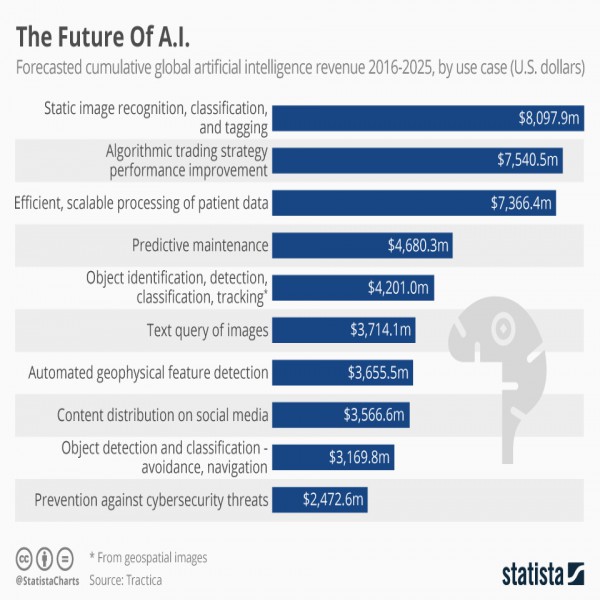 The Future Of A.I.
Forecasted cumulative global artificial intelligence revenue 2016-2025, by use case (U.S. dollars)
Static image recognition, classification,
and tagging
$8,097.9m
Algorithmic trading strategy
performance improvement
$7,540.5m
Efficient, scalable processing of patient data
$7,366.4m
Predictive maintenance
$4,680.3m
Object identification, detection,
classification, tracking*
$4,201.0m
Text query of images
$3,714.1m
Automated geophysical feature detection
$3,655.5m
Content distribution on social media
$3,566.6m
Object detection and classification -
avoidance, navigation
$3,169.8m
Prevention against cybersecurity threats
$2,472.6m
cc
* From geospatial images
@StatistaCharts
Source: Tractica
statista